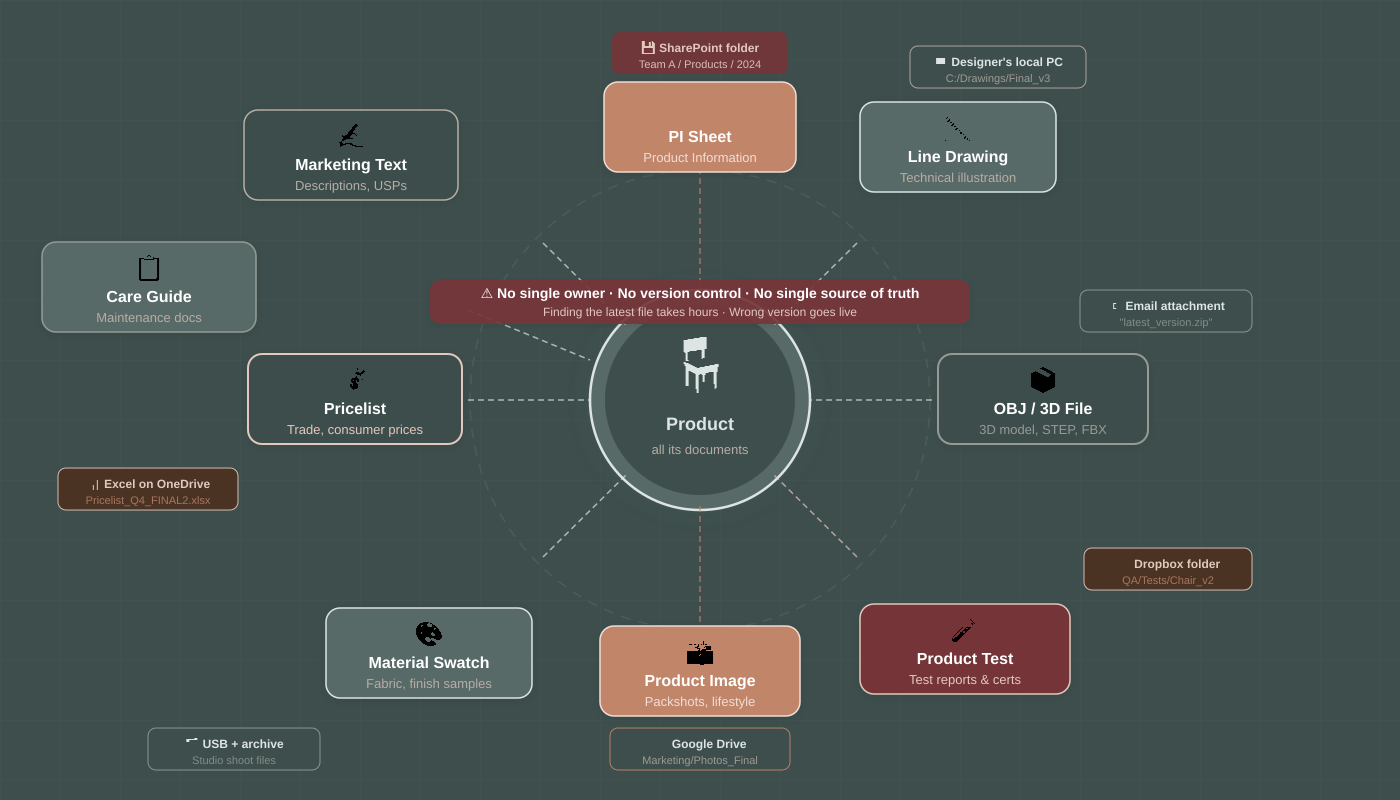 SharePoint folder
Team A / Products / 2024
Designer's local PC
C:/Drawings/Final_v3
PI Sheet
Product Information
Line Drawing
Technical illustration
Marketing Text
Descriptions, USPs
Care Guide
Maintenance docs
⚠ No single owner · No version control · No single source of truth
Finding the latest file takes hours · Wrong version goes live
Email attachment
"latest_version.zip"
Pricelist
Trade, consumer prices
Product
all its documents
OBJ / 3D File
3D model, STEP, FBX
Excel on OneDrive
Pricelist_Q4_FINAL2.xlsx
Dropbox folder
QA/Tests/Chair_v2
Material Swatch
Fabric, finish samples
Product Image
Packshots, lifestyle
Product Test
Test reports & certs
USB + archive
Studio shoot files
Google Drive
Marketing/Photos_Final